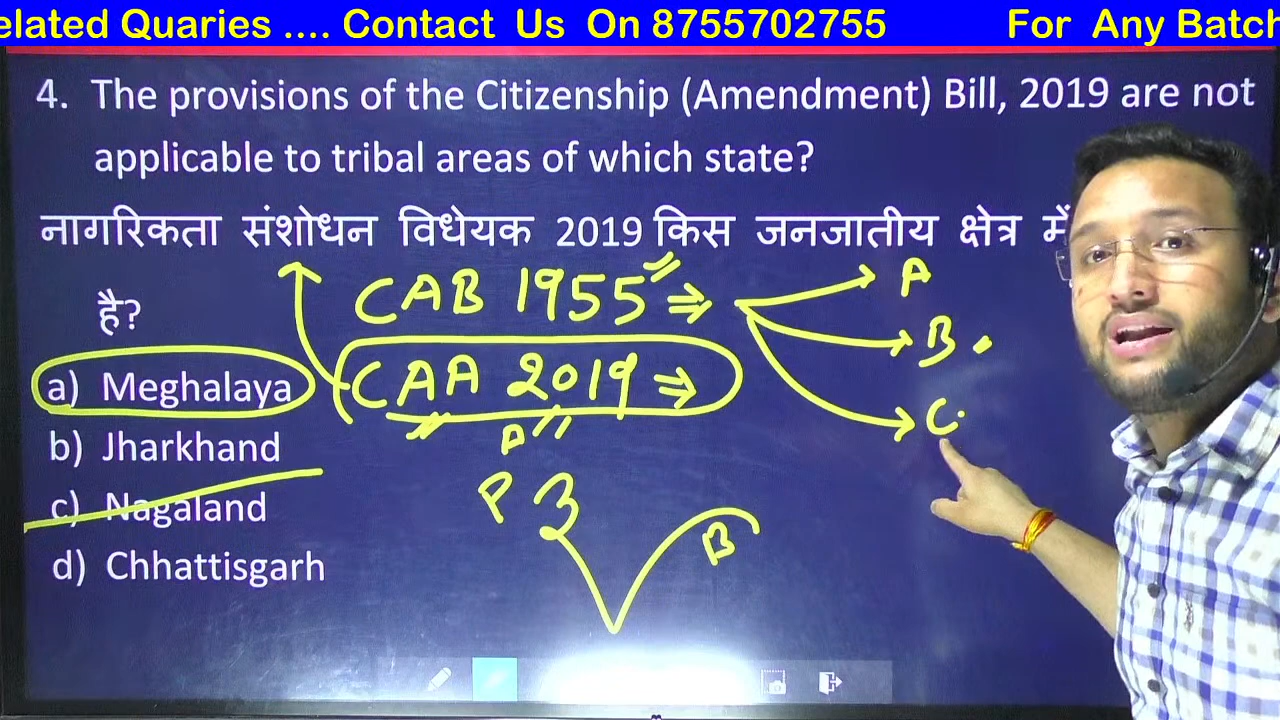 elated Quaries .... Contact Us On 8755702755 For Any Batch
4. The provisions of the Citizenship (Amendment) Bill, 2019 are not
applicable to tribal areas of which state?
नागरिकता संशोधन विधेयक 2019 किस जनजातीय क्षेत्र में
है?
CAB 1955 ⇒
A
B
C
CAA 2019 ⇒
A
P 3
B
a) Meghalaya
b) Jharkhand
c) Nagaland
d) Chhattisgarh